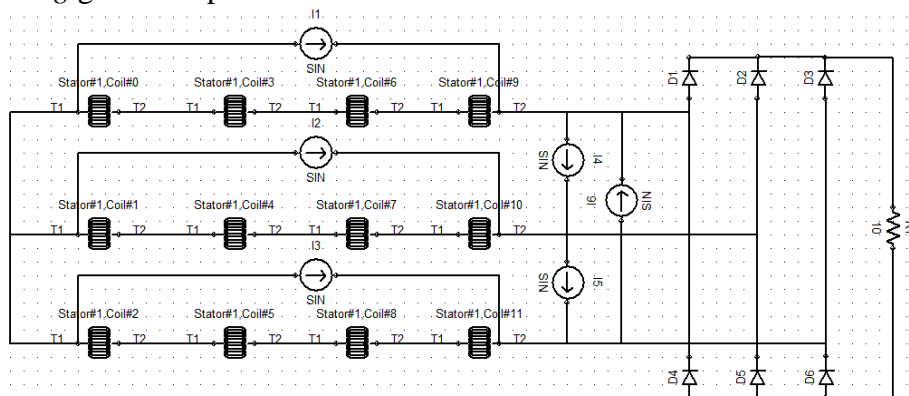 I1
SIN
Stator#1,Coil#0 Stator#1,Coil#3 Stator#1,Coil#6 Stator#1,Coil#9
T1 T2 T1 T2 T1 T2 T1 T2
D1 D2 D3
I2
SIN
SIN I4
I6 SIN
Stator#1,Coil#1 Stator#1,Coil#4 Stator#1,Coil#7 Stator#1,Coil#10
T1 T2 T1 T2 T1 T2 T1 T2
10
I3
SIN
SIN I5
Stator#1,Coil#2 Stator#1,Coil#5 Stator#1,Coil#8 Stator#1,Coil#11
T1 T2 T1 T2 T1 T2 T1 T2
D4 D5 D6